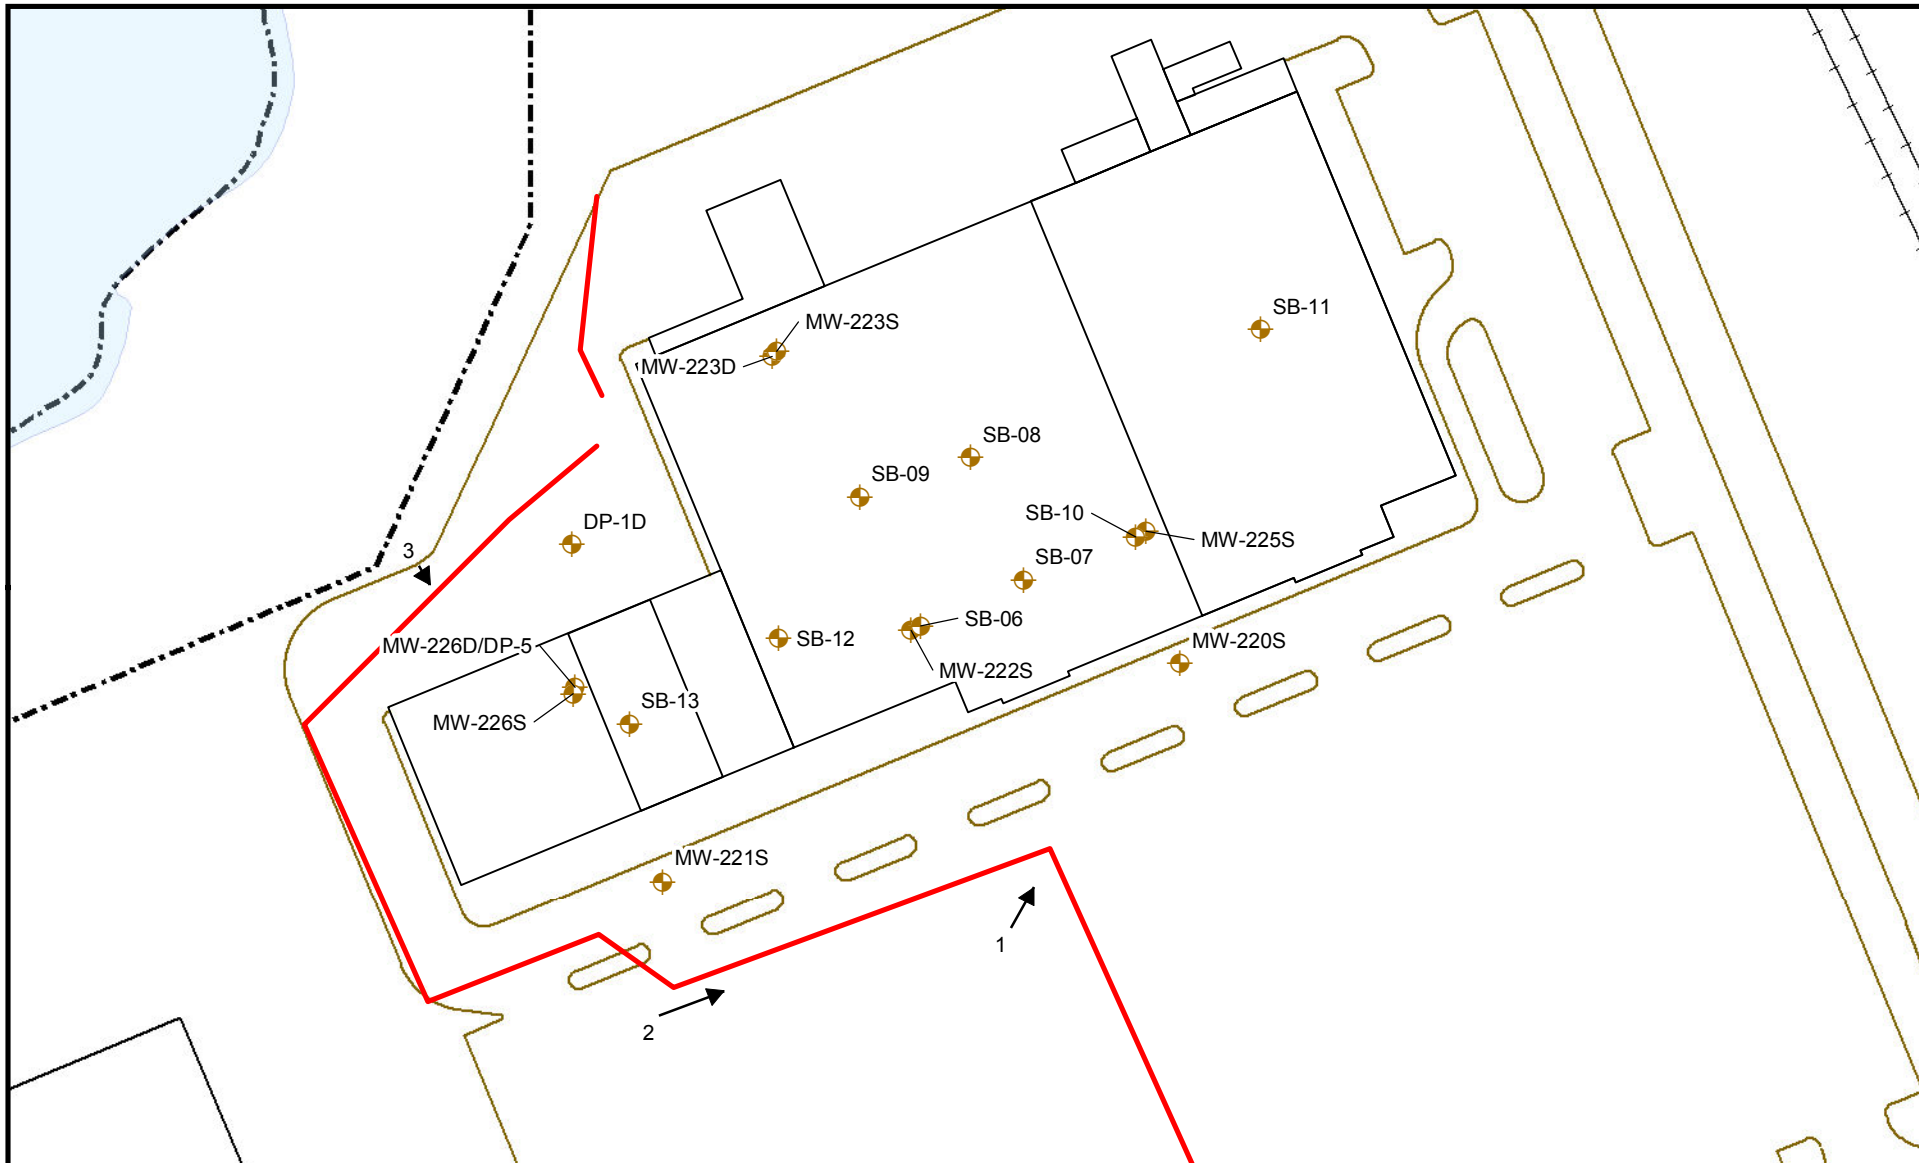 SB-11
MW-223S
MW-223D
SB-08
SB-09
SB-10
DP-1D
MW-225S
3
SB-07
SB-06
SB-12
MW-220S
MW-226D/DP-5
MW-222S
SB-13
MW-226S
MW-221S
1
2